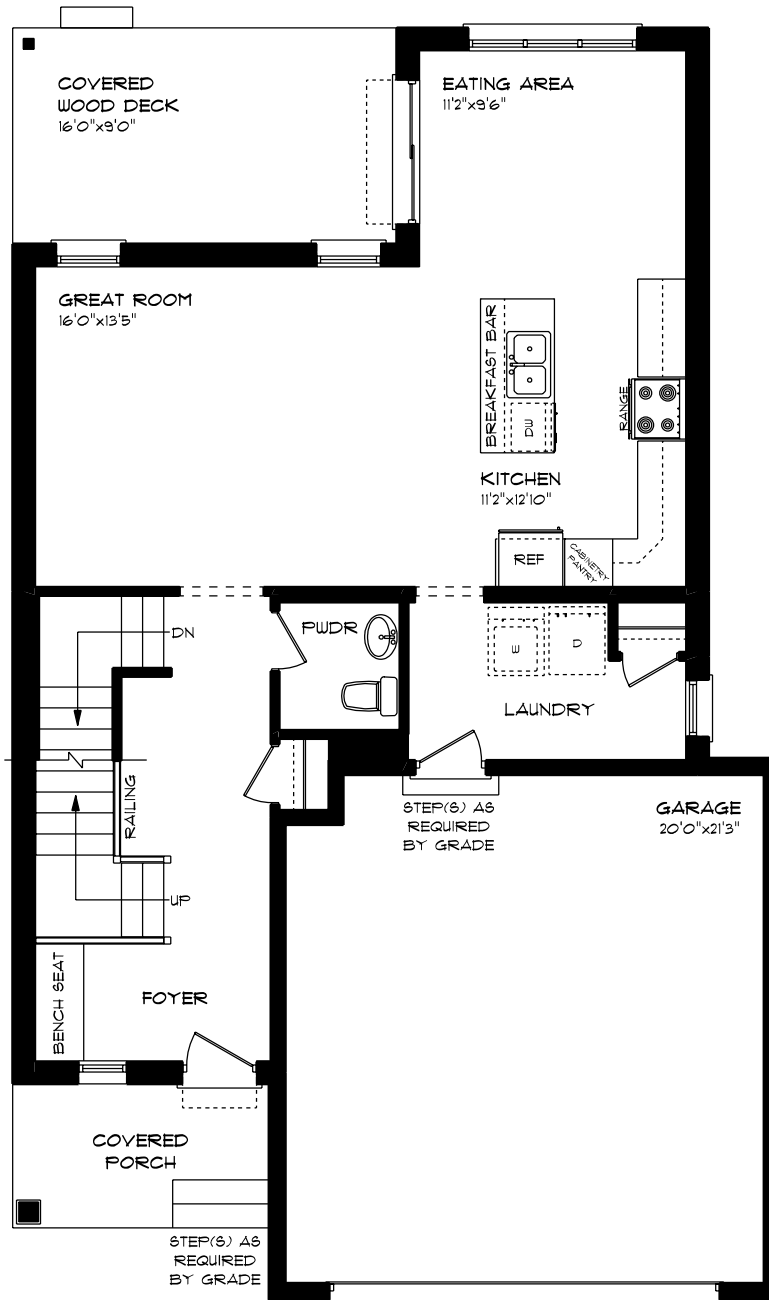 COVERED
WOOD DECK
16'0"x9'0"
EATING AREA
11'2"x9'6"
GREAT ROOM
16'0"x13'5"
BREAKFAST BAR
DW
RANGE
KITCHEN
11'2"x12'10"
REF
CABINETRY
PANTRY
DN
PWDR
W
D
LAUNDRY
RAILING
STEP(S) AS
REQUIRED
BY GRADE
GARAGE
20'0"x21'3"
UP
BENCH SEAT
FOYER
COVERED
PORCH
STEP(S) AS
REQUIRED
BY GRADE